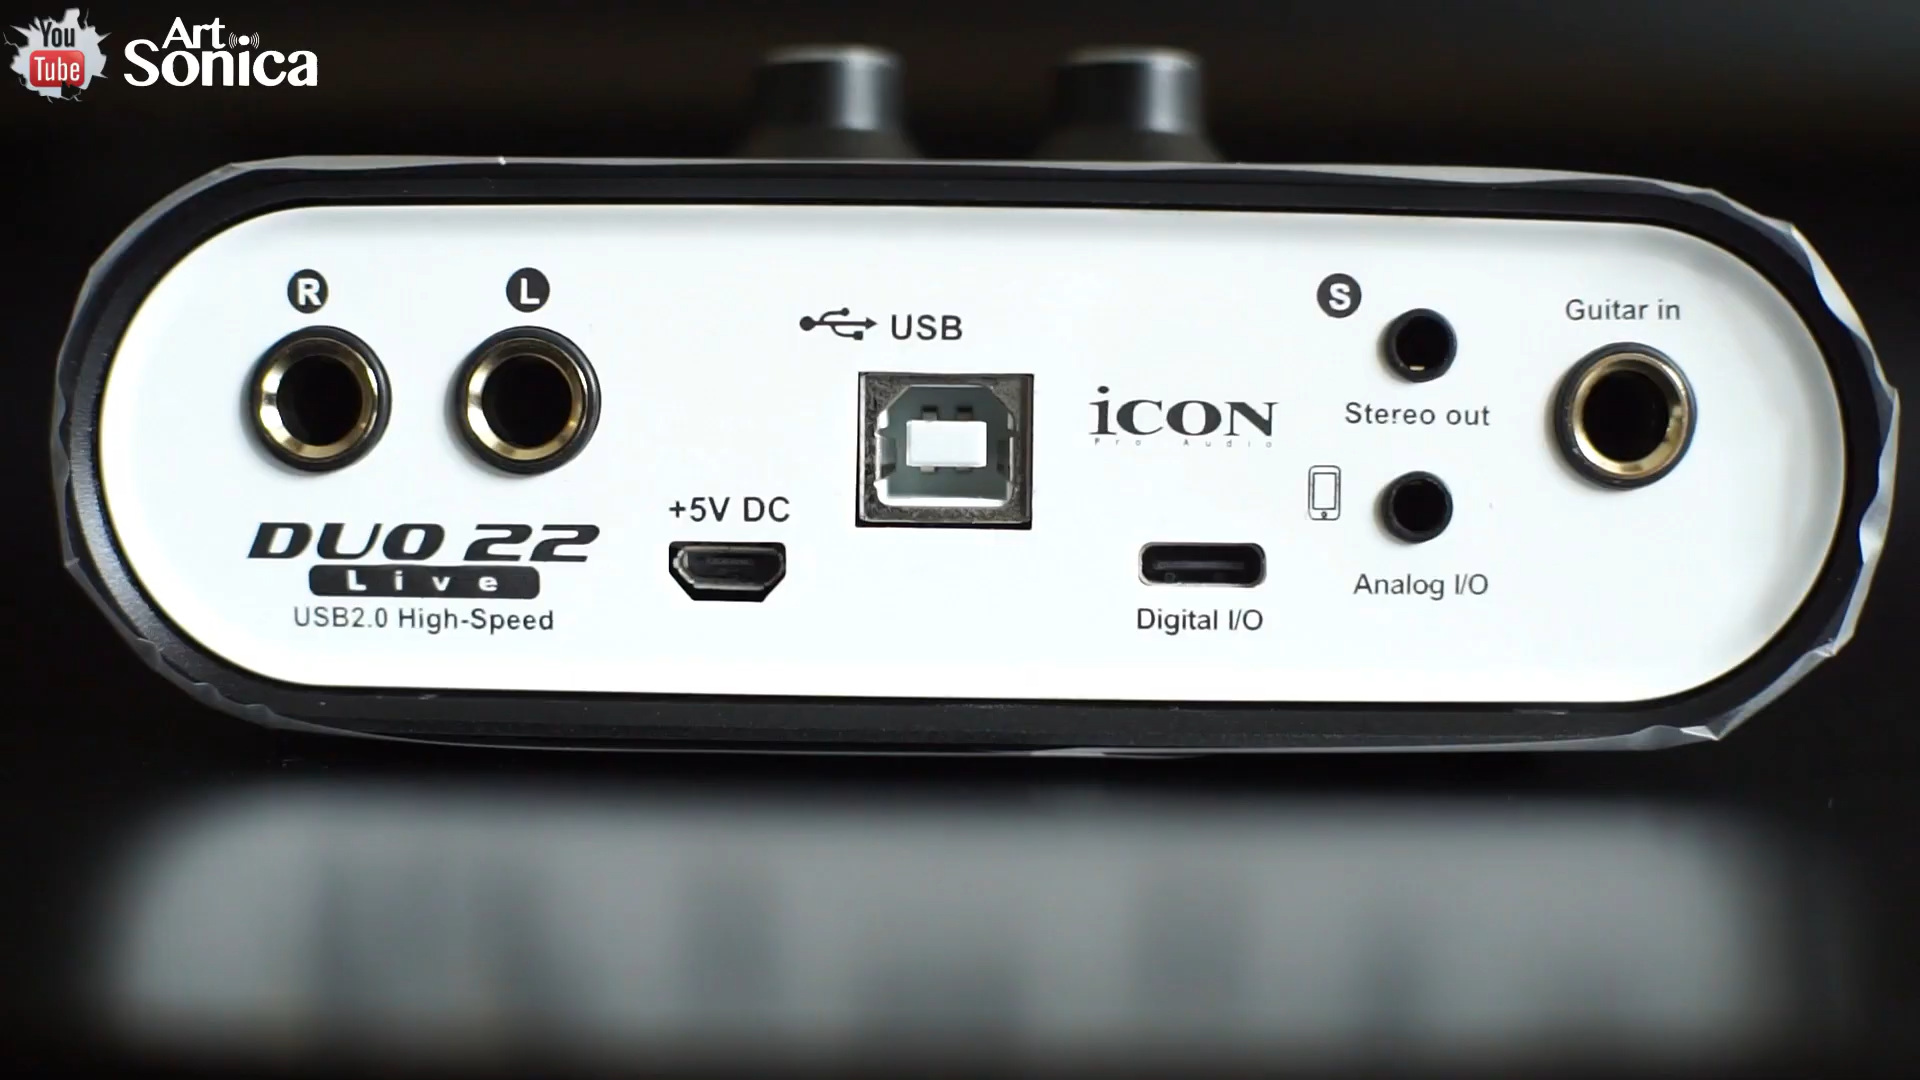 You
Tube
Art
Sonica
R
L
USB
S
Guitar in
iCON
Pro Audio
Stereo out
+5V DC
DUO 22
Live
USB2.0 High-Speed
Digital I/O
Analog I/O